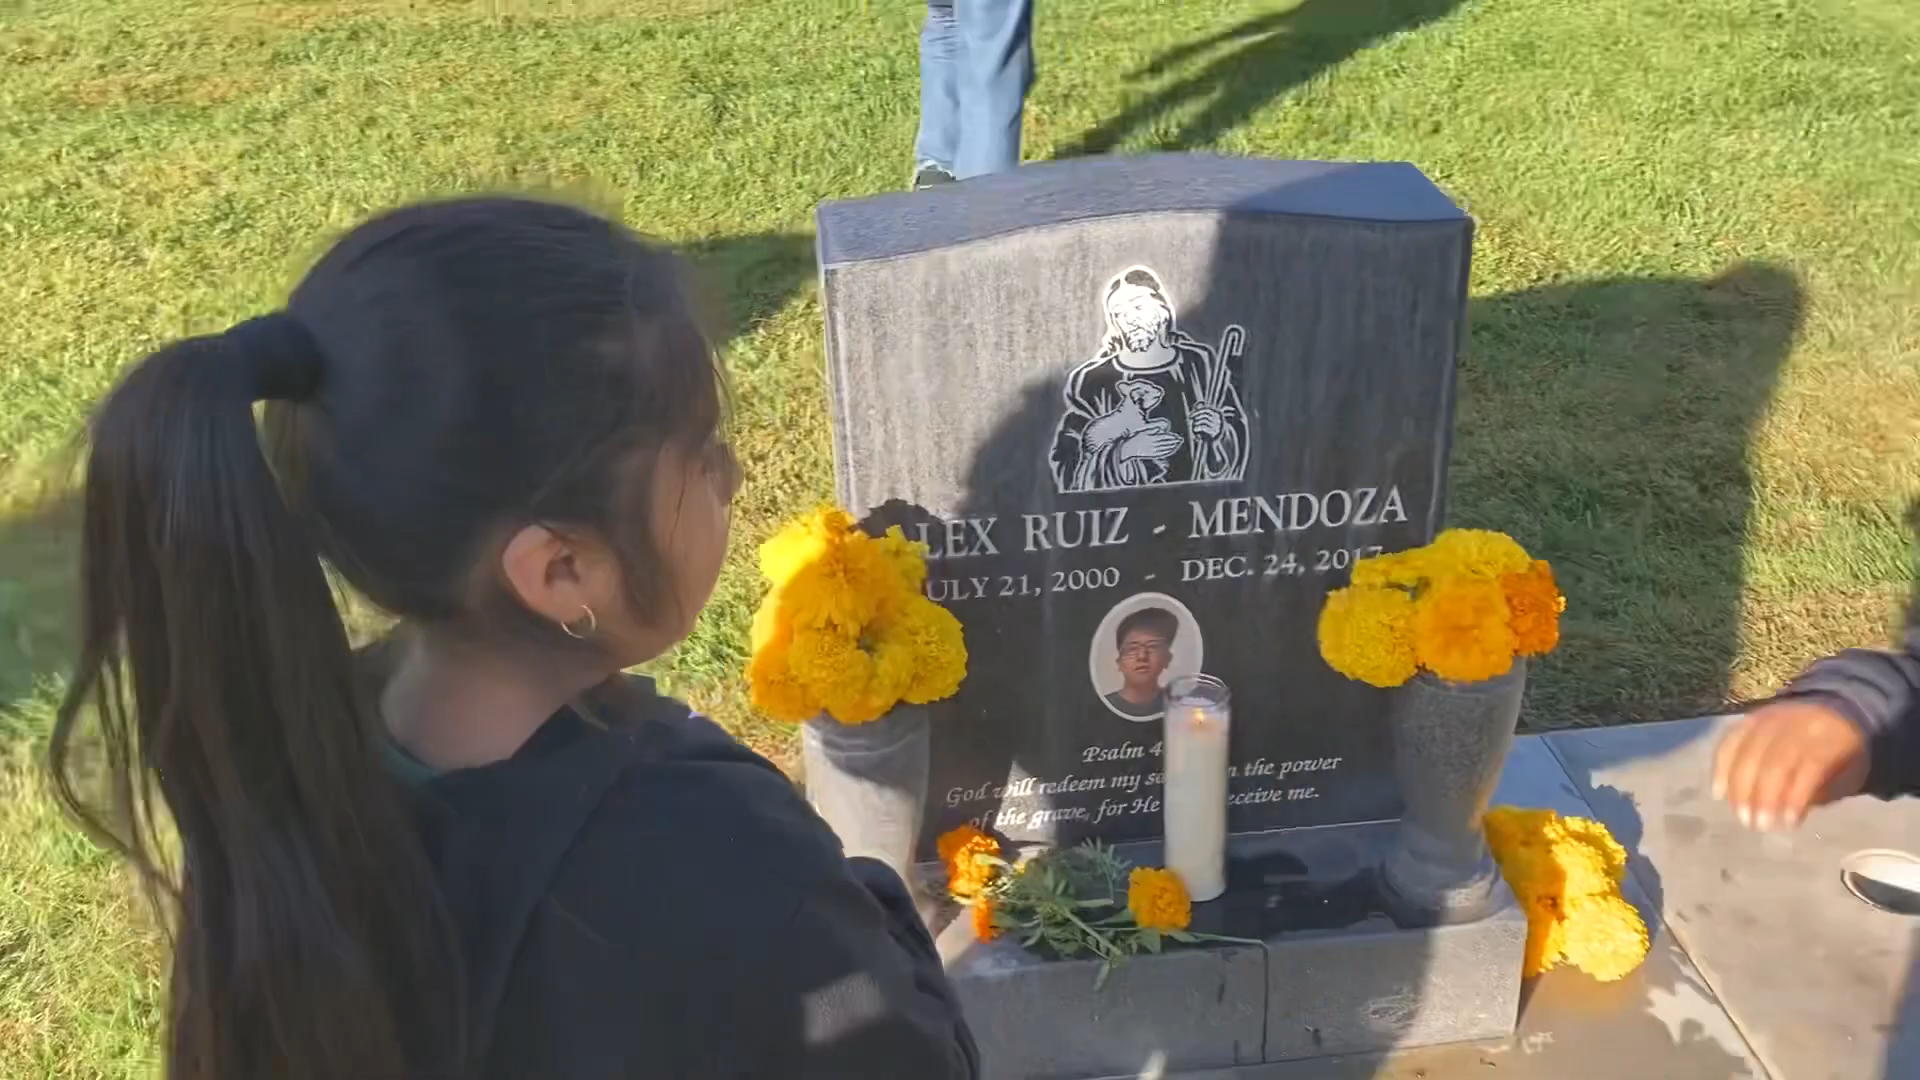 LEX RUIZ - MENDOZA
ULY 21, 2000 - DEC. 24, 2017
Psalm 4
God will redeem my so n the power
of the grave, for He eceive me.